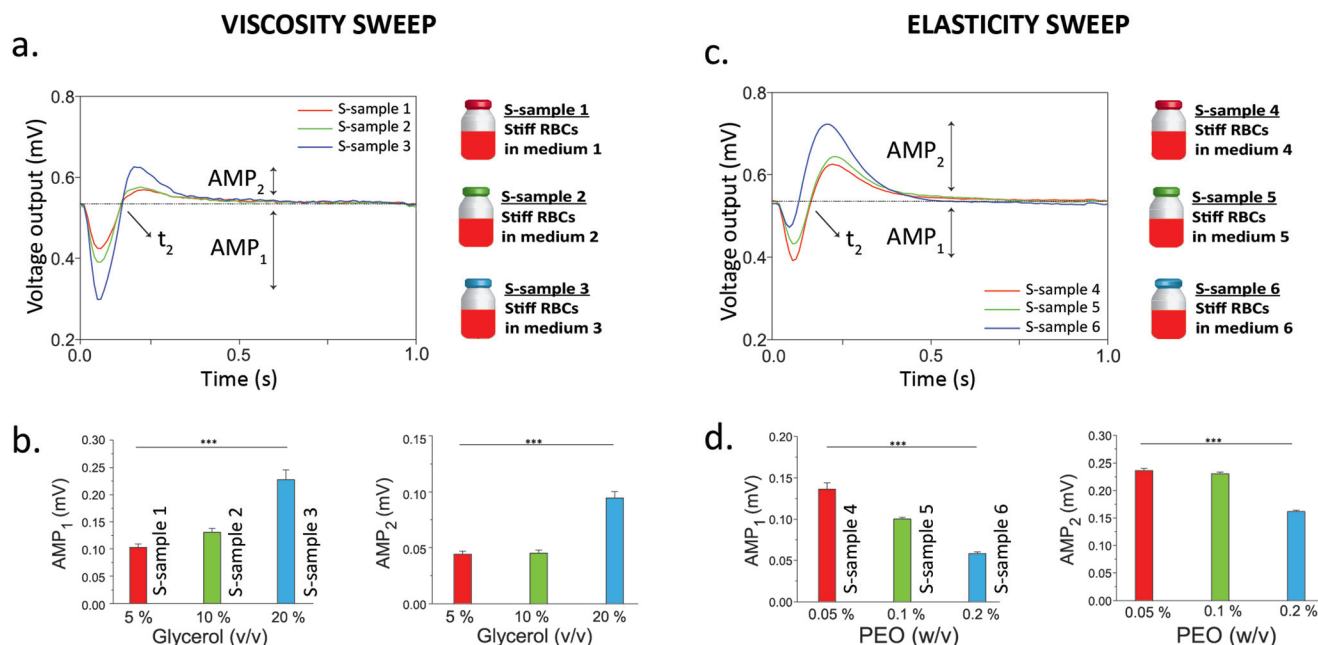 VISCOSITY SWEEP
a.
0.8
0.6
0.4
0.2
Voltage output (mV)
S-sample 1
S-sample 2
S-sample 3
AMP2
AMP1
t2
0.0
0.5
1.0
Time (s)
S-sample 1
Stiff RBCs
in medium 1
S-sample 2
Stiff RBCs
in medium 2
S-sample 3
Stiff RBCs
in medium 3
ELASTICITY SWEEP
c.
0.8
0.6
0.4
0.2
Voltage output (mV)
AMP2
AMP1
t2
S-sample 4
S-sample 5
S-sample 6
0.0
0.5
1.0
Time (s)
S-sample 4
Stiff RBCs
in medium 4
S-sample 5
Stiff RBCs
in medium 5
S-sample 6
Stiff RBCs
in medium 6
b.
0.30
0.25
0.20
0.15
0.10
0.05
0.00
AMP1 (mV)
***
S-sample 1
S-sample 2
S-sample 3
5 %
10 %
20 %
Glycerol (v/v)
0.15
0.10
0.05
0.00
AMP2 (mV)
***
5 %
10 %
20 %
Glycerol (v/v)
d.
0.20
0.15
0.10
0.05
0.00
AMP1 (mV)
***
S-sample 4
S-sample 5
S-sample 6
0.05 %
0.1 %
0.2 %
PEO (w/v)
0.25
0.20
0.25
0.15
0.20
0.00
AMP2 (mV)
***
0.05 %
0.1 %
0.2 %
PEO (w/v)